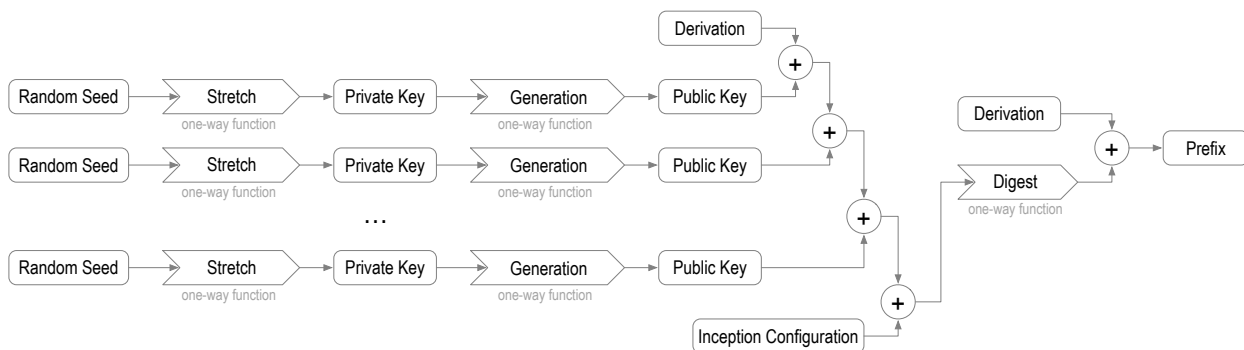 Derivation
+
Random Seed Stretch Private Key Generation Public Key
one-way function one-way function
+
Derivation
Random Seed Stretch Private Key Generation Public Key
one-way function one-way function
+
Prefix
Digest
one-way function
...
+
Random Seed Stretch Private Key Generation Public Key
one-way function one-way function
+
Inception Configuration